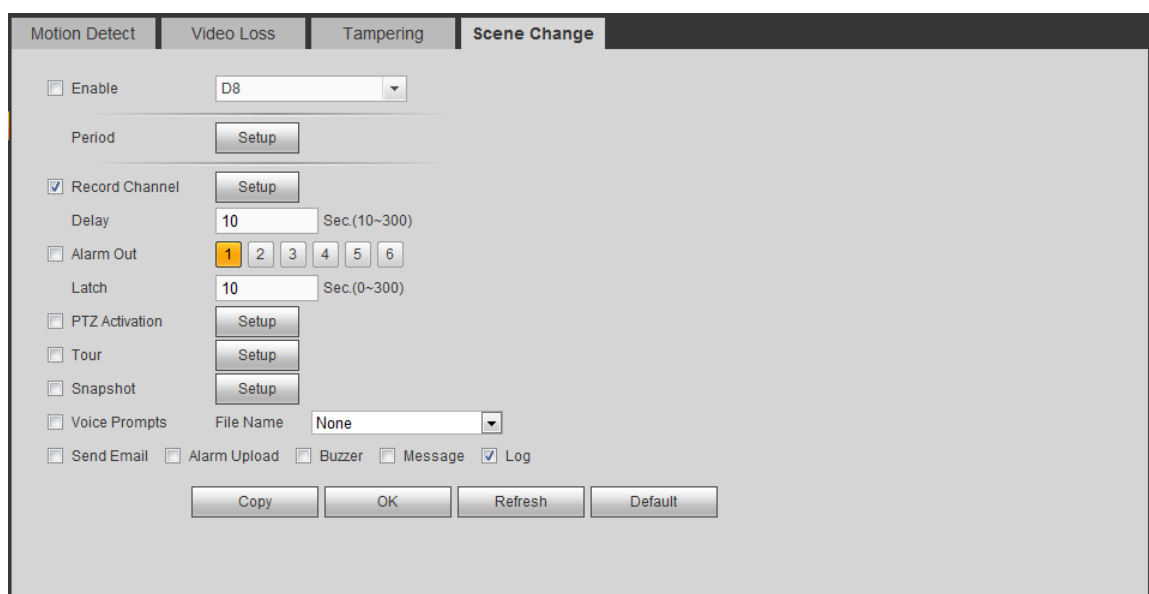 Motion Detect Video Loss Tampering Scene Change
Enable D8
Period Setup
Record Channel Setup
Delay 10 Sec.(10~300)
Alarm Out 1 2 3 4 5 6
Latch 10 Sec.(0~300)
PTZ Activation Setup
Tour Setup
Snapshot Setup
Voice Prompts File Name None
Send Email Alarm Upload Buzzer Message Log
Copy OK Refresh Default